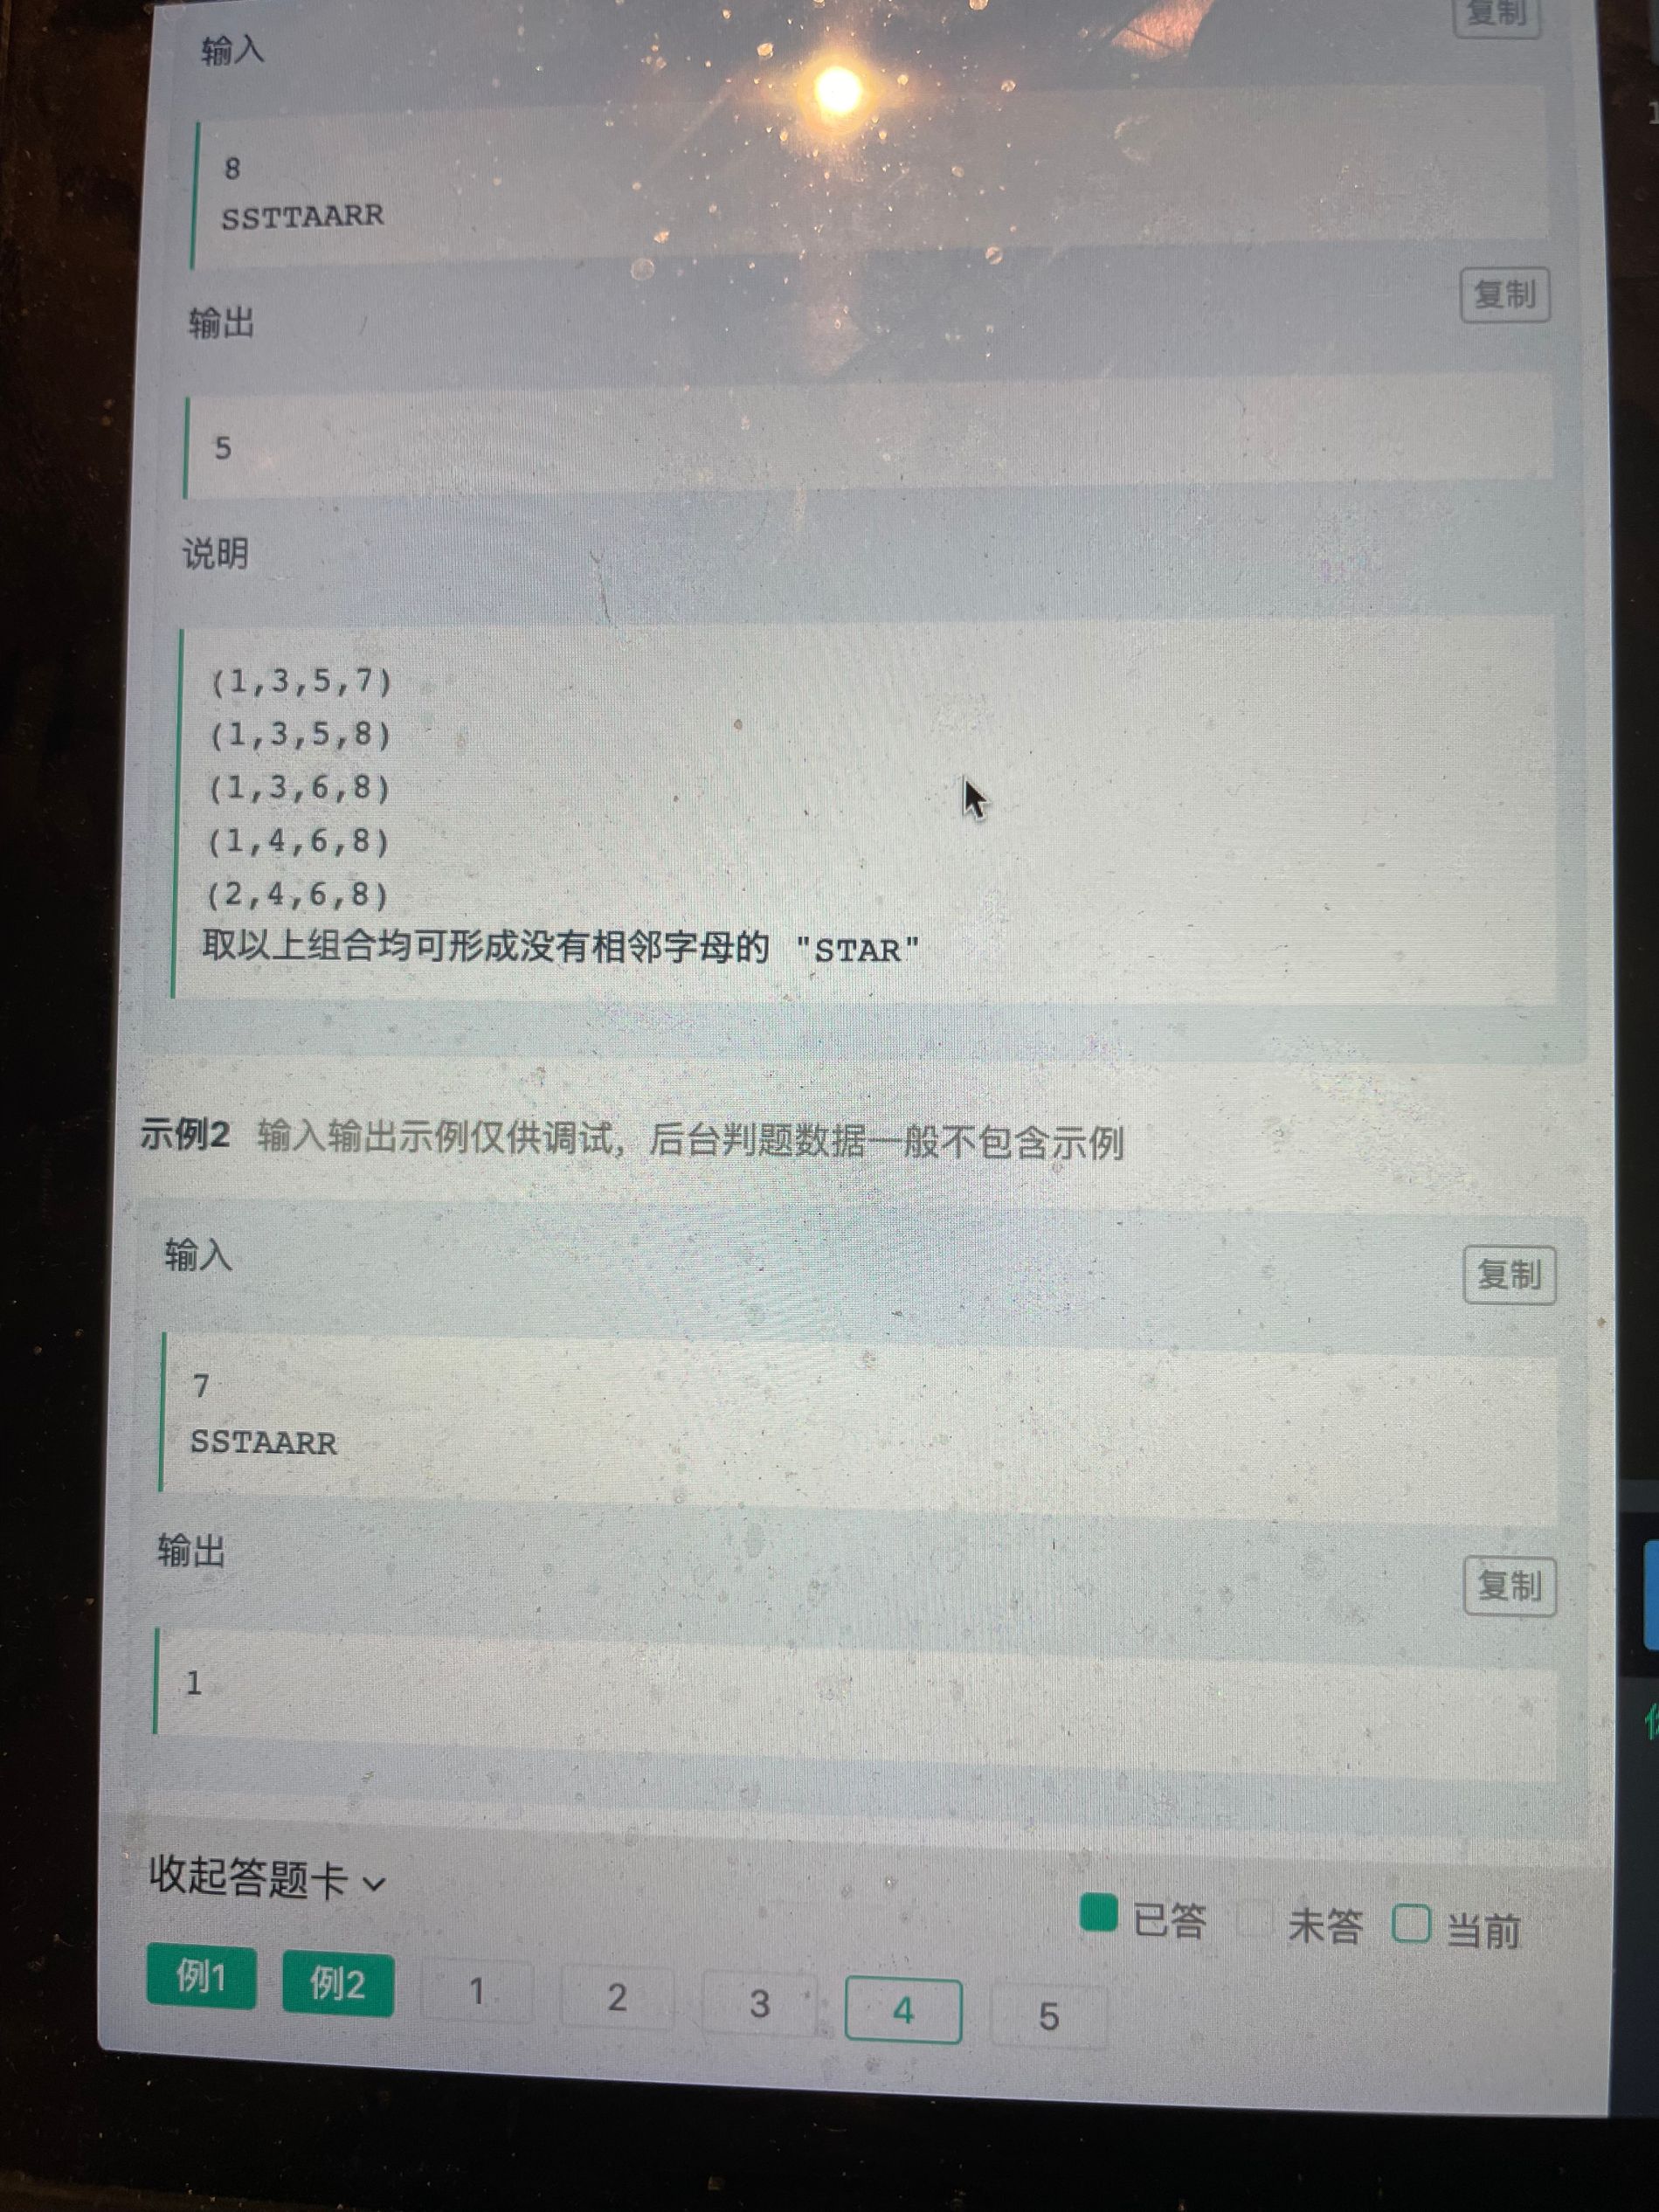 复制
输入
8
SSTTAARR
输出
复制
5
说明
(1,3,5,7)
(1,3,5,8)
(1,3,6,8)
(1,4,6,8)
(2,4,6,8)
取以上组合均可形成没有相邻字母的 "STAR"
示例2 输入输出示例仅供调试，后台判题数据一般不包含示例
输入
复制
7
SSTAARR
输出
复制
1
收起答题卡
已答 未答 当前
例1 例2 1 2 3 4 5